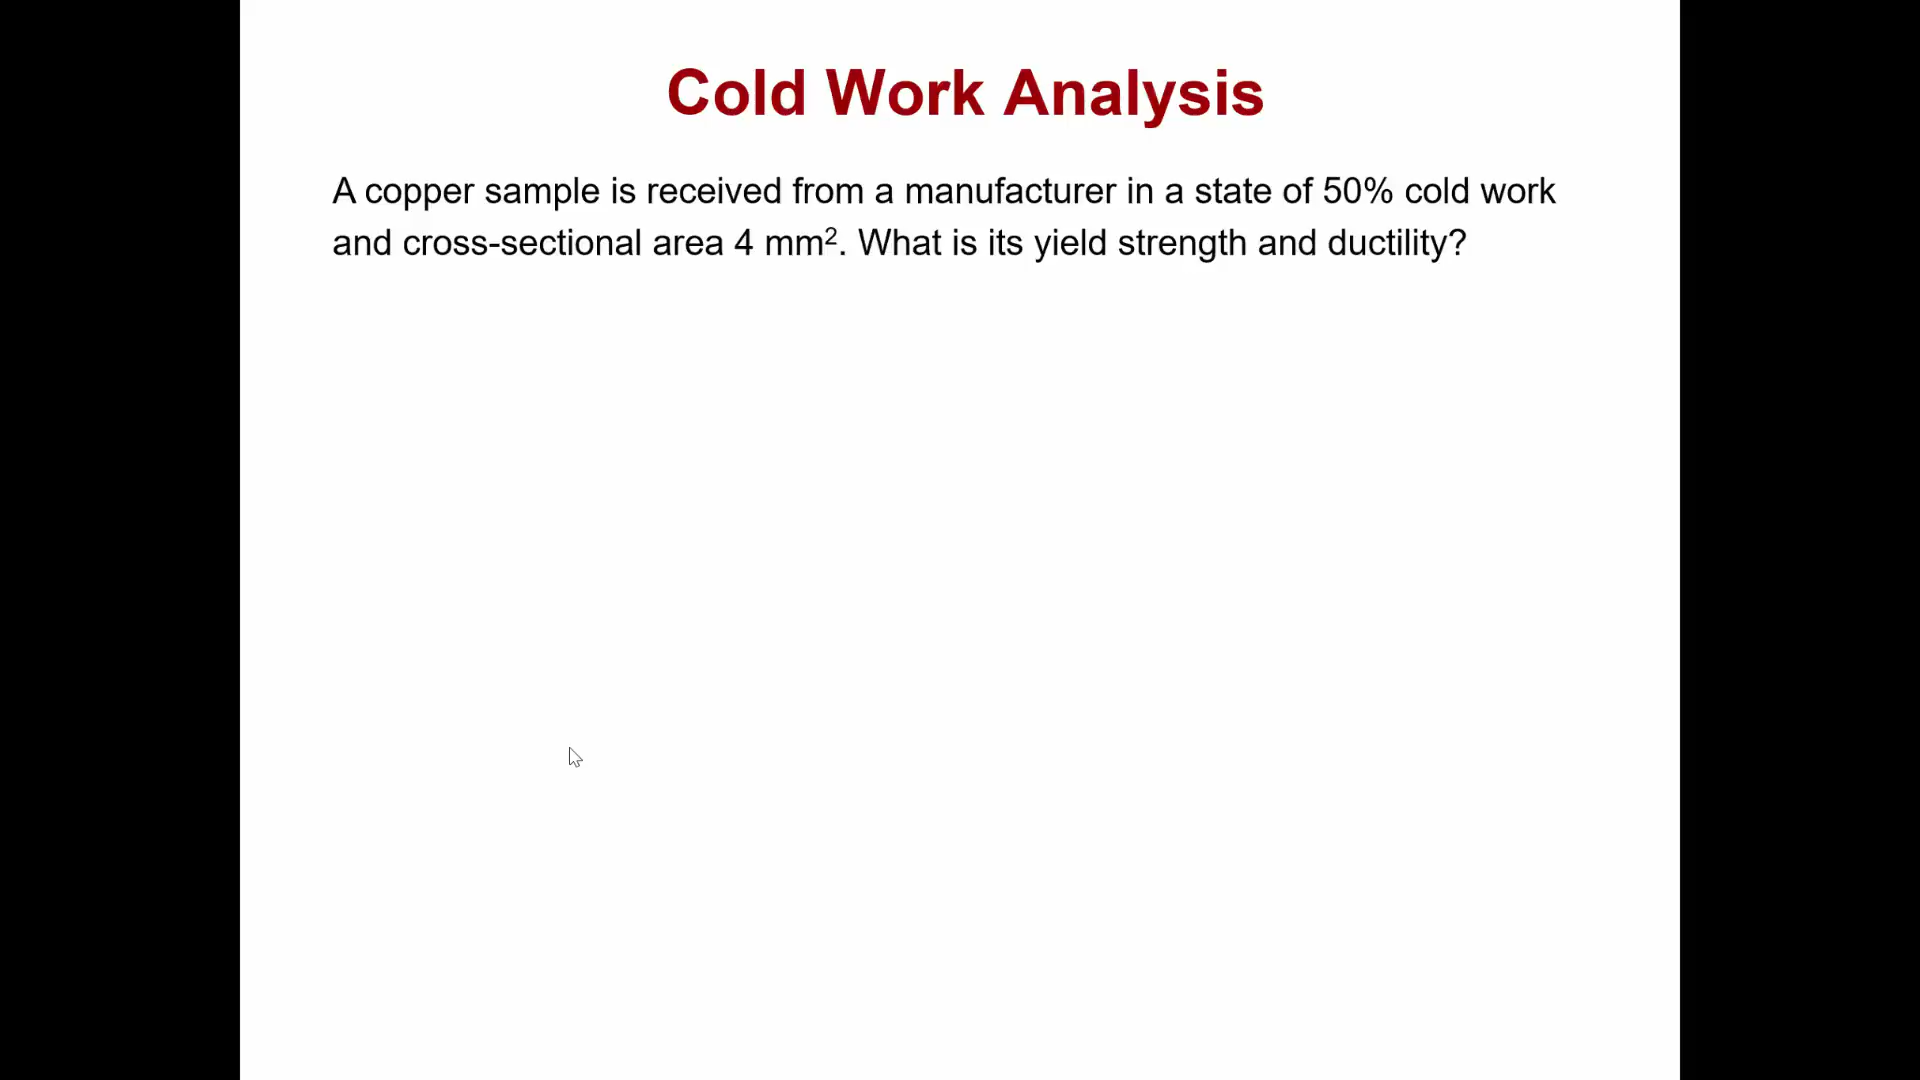 Cold Work Analysis
A copper sample is received from a manufacturer in a state of 50% cold work
and cross-sectional area 4 mm². What is its yield strength and ductility?